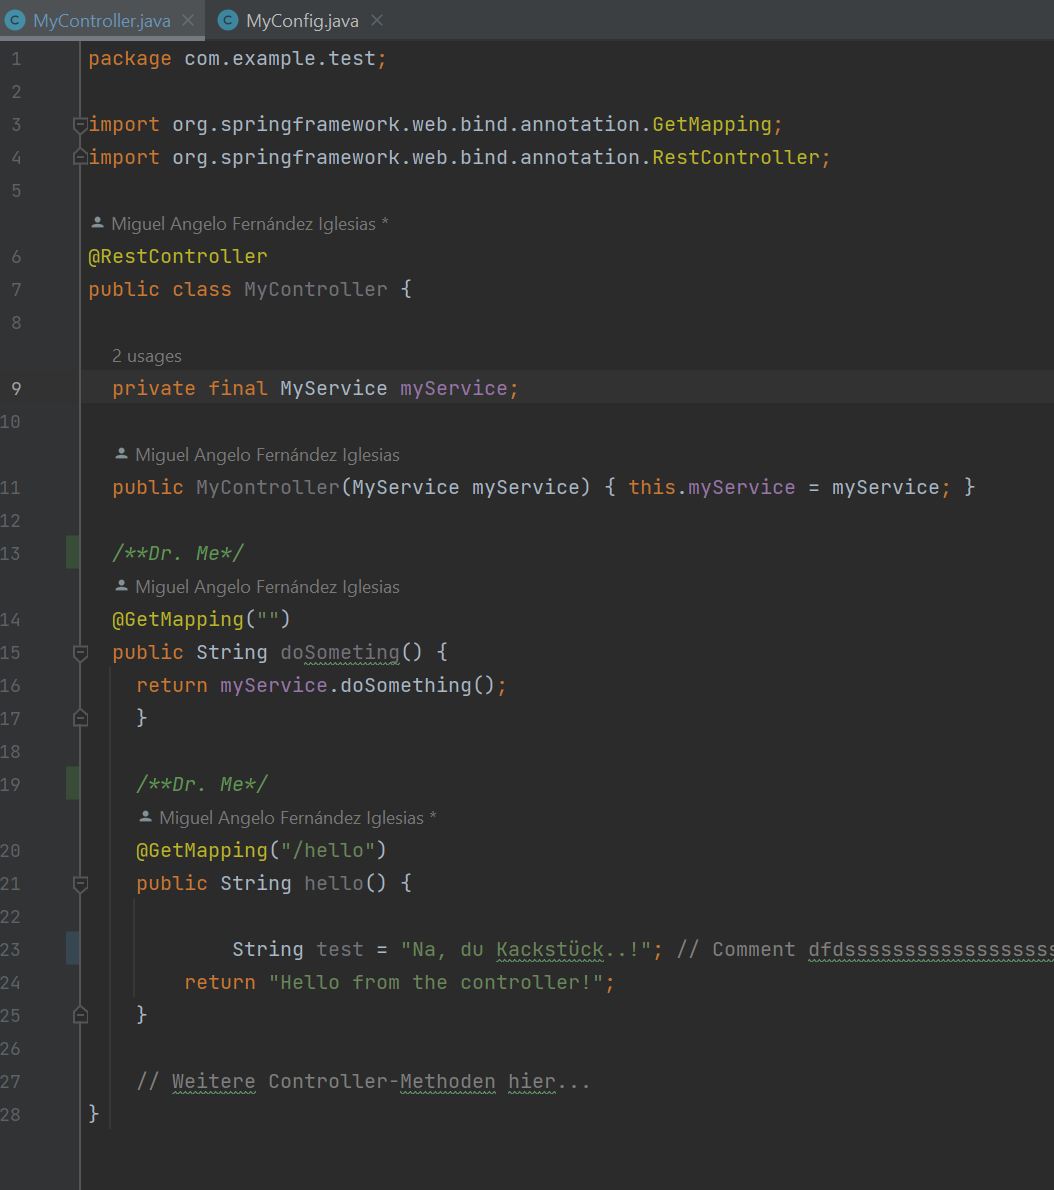 MyController.java MyConfig.java
1 package com.example.test;
2
3 import org.springframework.web.bind.annotation.GetMapping;
4 import org.springframework.web.bind.annotation.RestController;
5
Miguel Angelo Fernández Iglesias *
6 @RestController
7 public class MyController {
8
2 usages
9 private final MyService myService;
10
Miguel Angelo Fernández Iglesias
11 public MyController(MyService myService) { this.myService = myService; }
12
13 /**Dr. Me*/
Miguel Angelo Fernández Iglesias
14 @GetMapping("")
15 public String doSometing() {
16 return myService.doSomething();
17 }
18
19 /**Dr. Me*/
Miguel Angelo Fernández Iglesias *
20 @GetMapping("/hello")
21 public String hello() {
22
23 String test = "Na, du Kackstück..!"; // Comment
24 return "Hello from the controller!";
25 }
26
27 // Weitere Controller-Methoden hier...
28 }